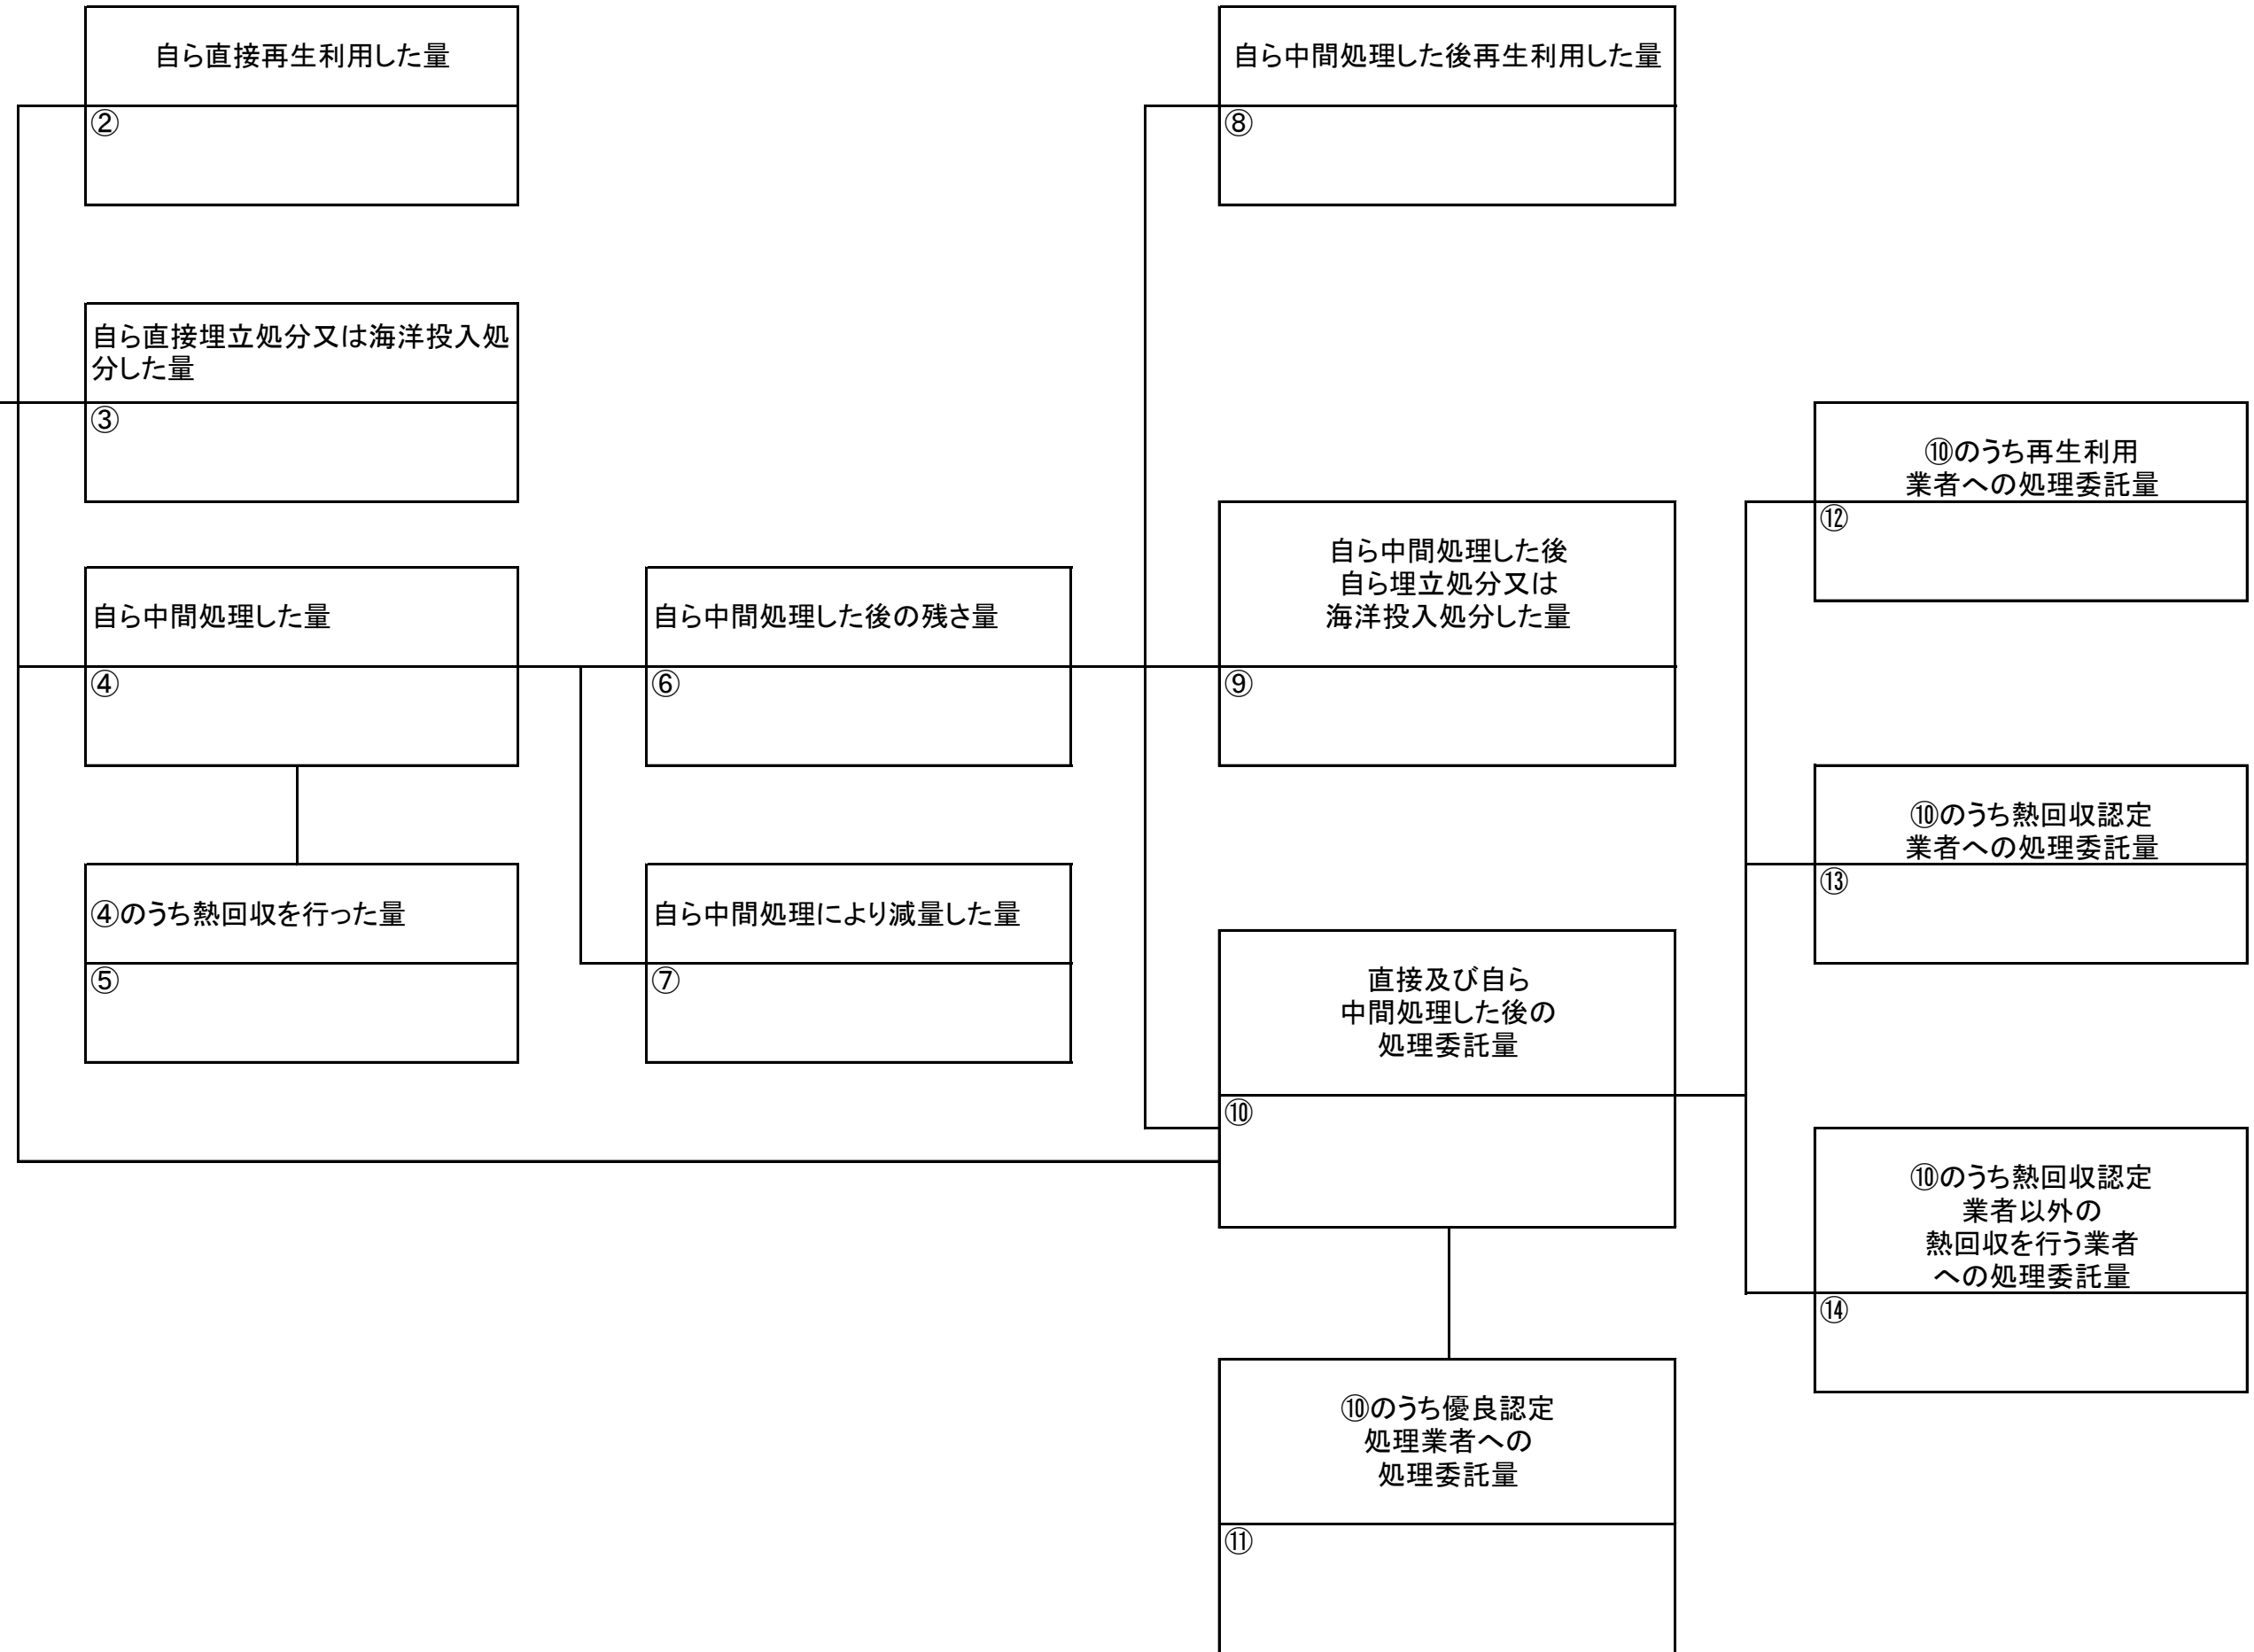 自ら直接再生利用した量
②
自ら直接埋立処分又は海洋投入処
分した量
③
自ら中間処理した量
④
④のうち熱回収を行った量
⑤
自ら中間処理した後の残さ量
⑥
自ら中間処理により減量した量
⑦
自ら中間処理した後再生利用した量
⑧
自ら中間処理した後
自ら埋立処分又は
海洋投入処分した量
⑨
直接及び自ら
中間処理した後の
処理委託量
⑩
⑩のうち優良認定
処理業者への
処理委託量
⑪
⑩のうち再生利用
業者への処理委託量
⑫
⑩のうち熱回収認定
業者への処理委託量
⑬
⑩のうち熱回収認定
業者以外の
熱回収を行う業者
への処理委託量
⑭